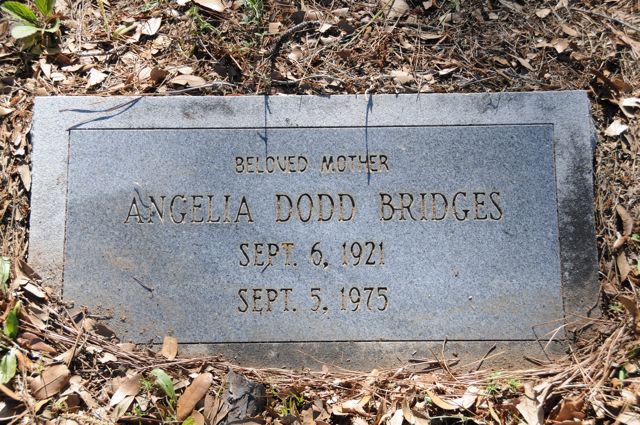 BELOVED MOTHER
ANGELIA DODD BRIDGES
SEPT. 6, 1921
SEPT. 5, 1975